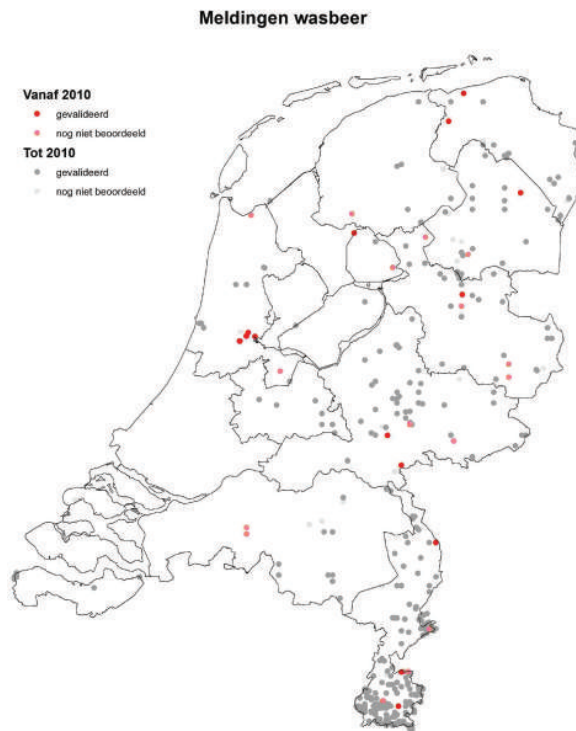 Meldingen wasbeer
Vanaf 2010
gevalideerd
nog niet beoordeeld
Tot 2010
gevalideerd
nog niet beoordeeld